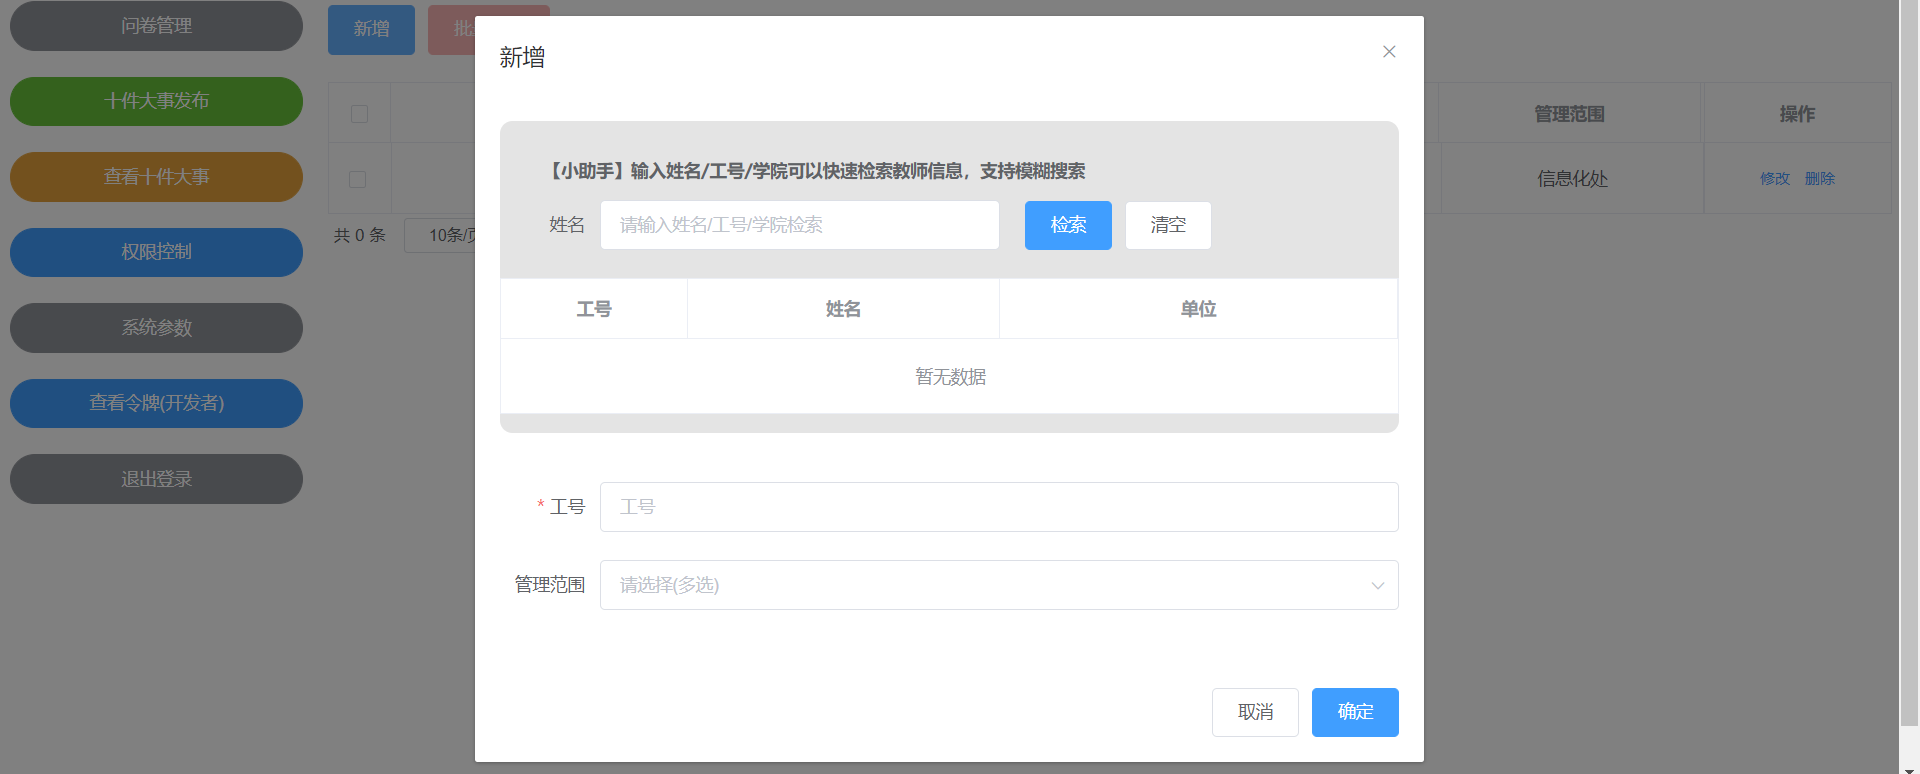 问卷管理
十件大事发布
查看十件大事
权限控制
系统参数
查看令牌(开发者)
退出登录
新增
批
管理范围
操作
信息化处
修改
删除
共 0 条
10条/页
新增
【小助手】输入姓名/工号/学院可以快速检索教师信息，支持模糊搜索
姓名
请输入姓名/工号/学院检索
检索
清空
工号
姓名
单位
暂无数据
* 工号
工号
管理范围
请选择(多选)
取消
确定